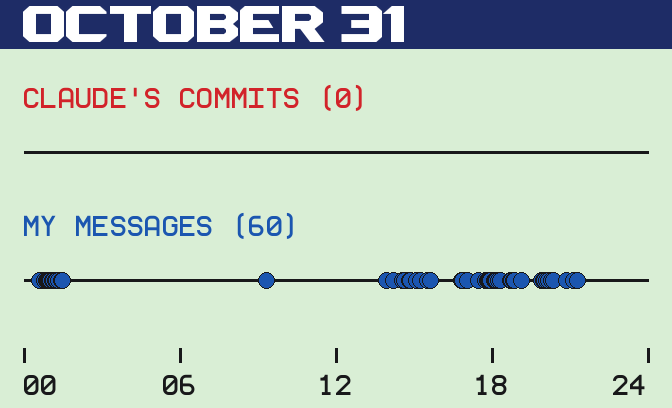 OCTOBER 31
CLAUDE'S COMMITS (0)
MY MESSAGES (60)
00 06 12 18 24